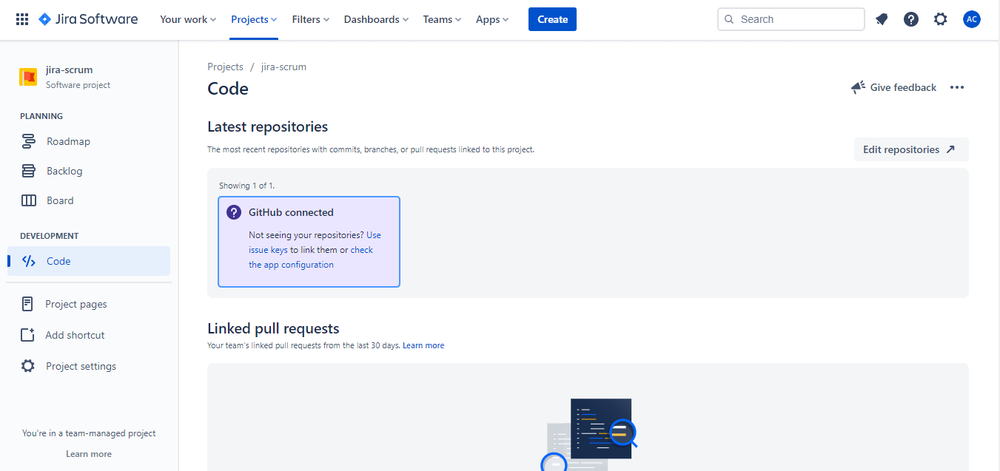 Jira Software
Your work
Projects
Filters
Dashboards
Teams
Apps
Create
Search
AC
jira-scrum
Software project
PLANNING
Roadmap
Backlog
Board
DEVELOPMENT
Code
Project pages
Add shortcut
Project settings
You're in a team-managed project
Learn more
Projects / jira-scrum
Code
Give feedback
Latest repositories
The most recent repositories with commits, branches, or pull requests linked to this project.
Edit repositories
Showing 1 of 1.
GitHub connected
Not seeing your repositories? Use
issue keys to link them or check
the app configuration
Linked pull requests
Your team's linked pull requests from the last 30 days. Learn more